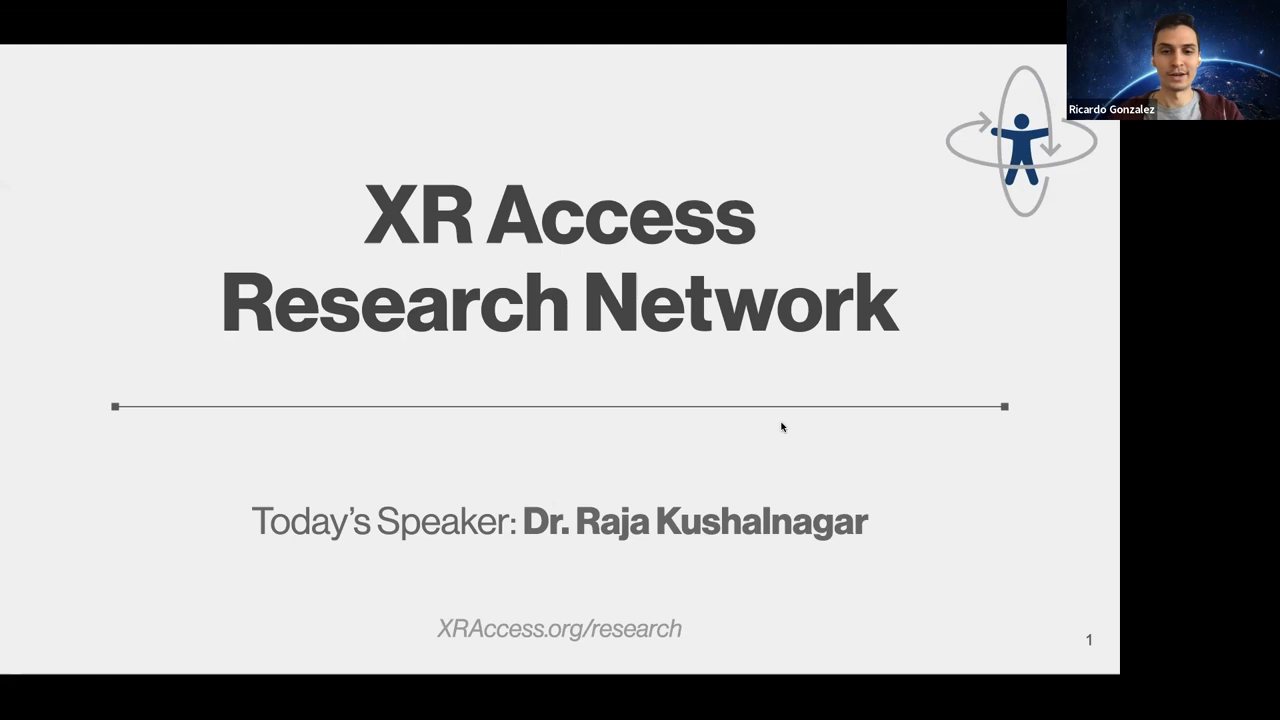 XR Access
Research Network
Today's Speaker: Dr. Raja Kushalnagar
XRAccess.org/research
1
Ricardo Gonzalez